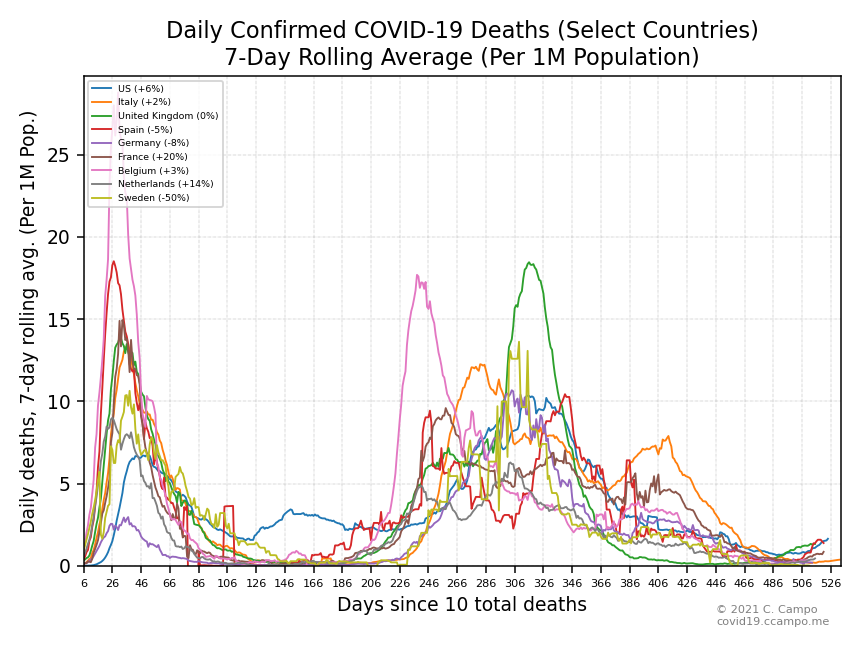 Daily Confirmed COVID-19 Deaths (Select Countries)
7-Day Rolling Average (Per 1M Population)
Daily deaths, 7-day rolling avg. (Per 1M Pop.)
US (+6%)
Italy (+2%)
United Kingdom (0%)
Spain (-5%)
Germany (-8%)
France (+20%)
Belgium (+3%)
Netherlands (+14%)
Sweden (-50%)
25
20
15
10
5
0
6 26 46 66 86 106 126 146 166 186 206 226 246 266 286 306 326 346 366 386 406 426 446 466 486 506 526
Days since 10 total deaths
© 2021 C. Campo
covid19.ccampo.me